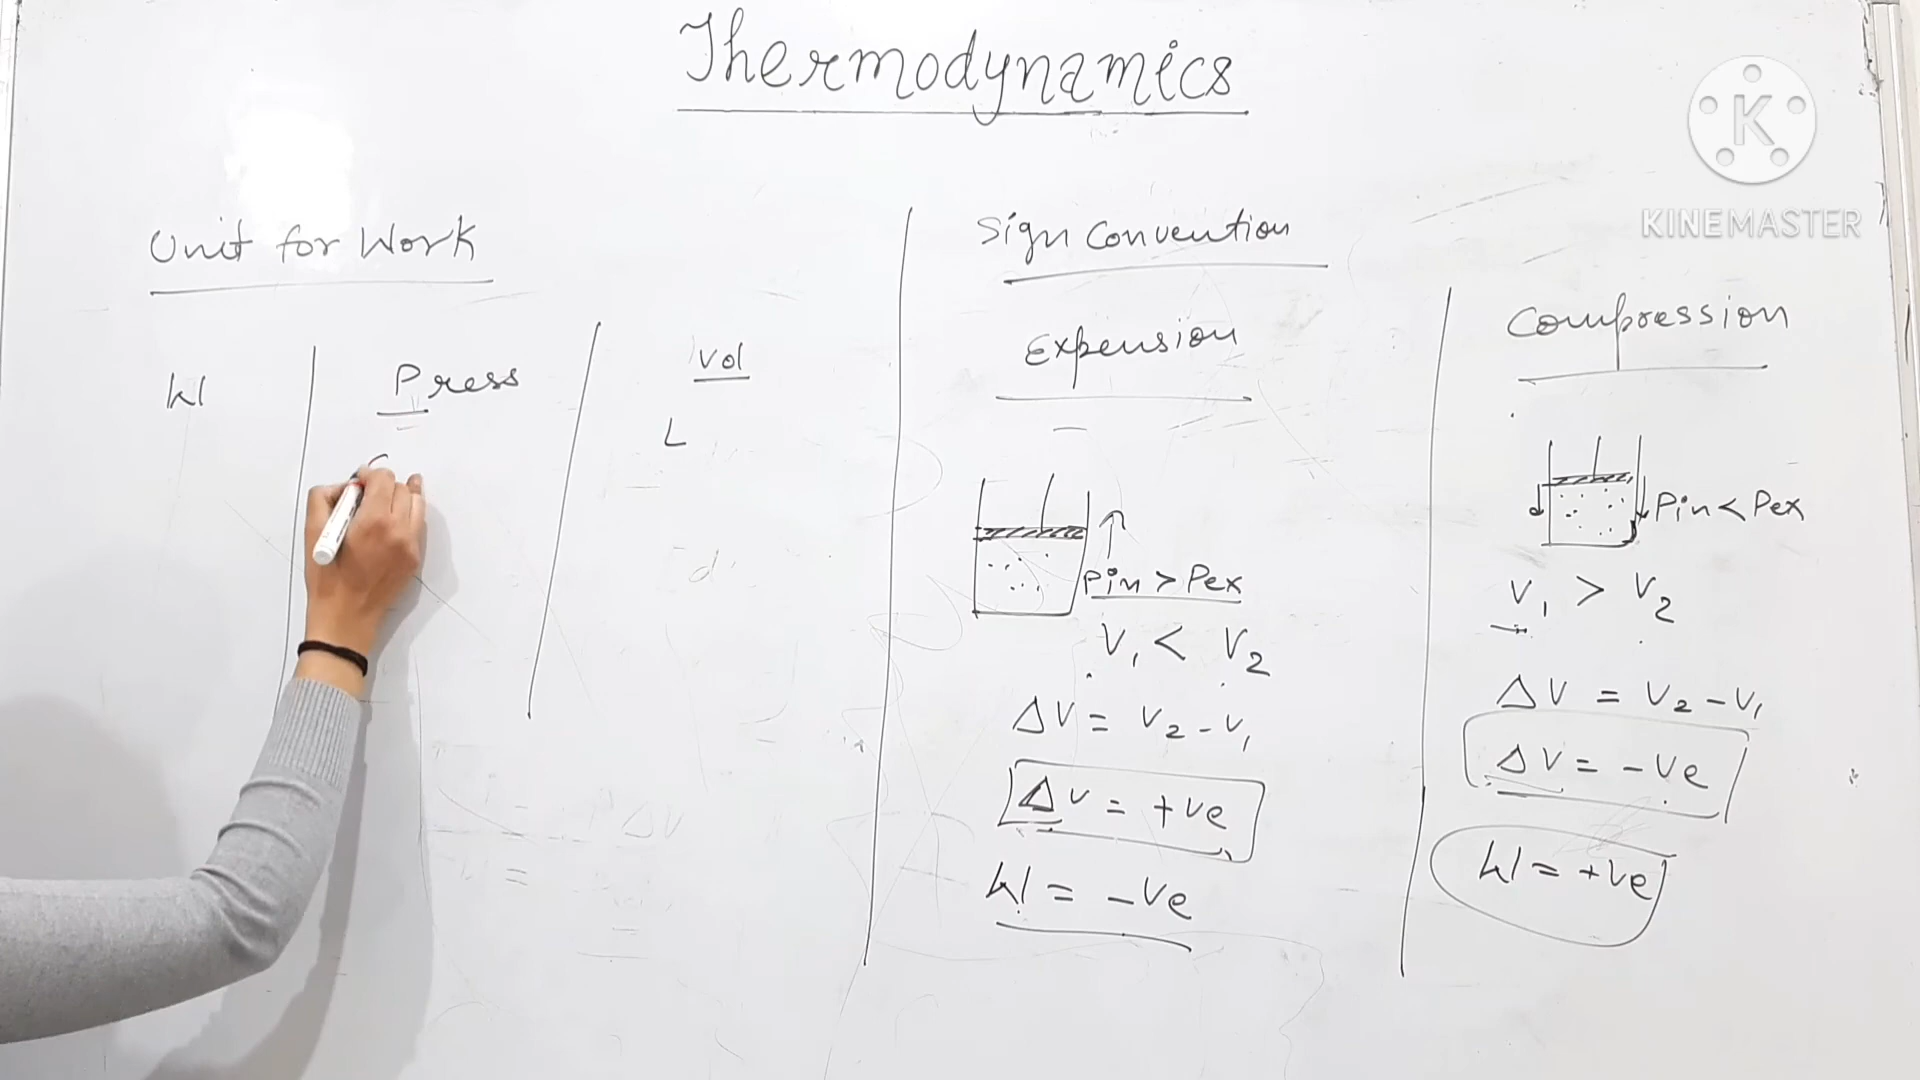 Thermodynamics
K
KINEMASTER
Unit for Work
W
Press
Vol
L
Sign Convention
Expension
Pin > Pex
V₁ < V₂
ΔV = V₂ - V₁
ΔV = +ve
W = -ve
Compression
Pin < Pex
V₁ > V₂
ΔV = V₂ - V₁
ΔV = -ve
W = +ve